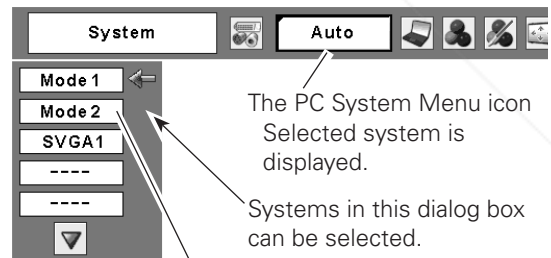 System
Auto
Mode 1
Mode 2
SVGA1
----
----
The PC System Menu icon
Selected system is
displayed.
Systems in this dialog box
can be selected.